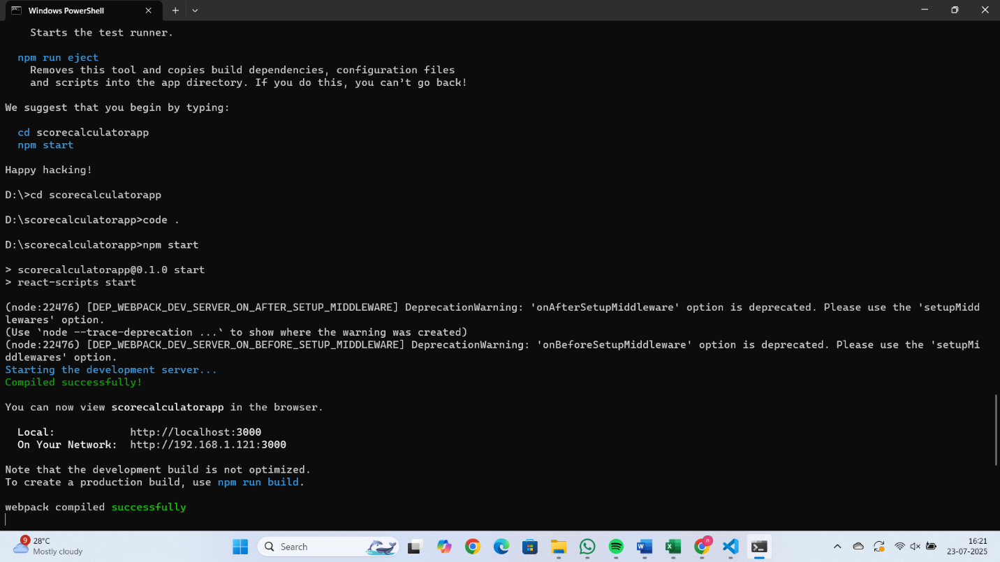 Windows PowerShell
Starts the test runner.
npm run eject
Removes this tool and copies build dependencies, configuration files
and scripts into the app directory. If you do this, you can’t go back!
We suggest that you begin by typing:
cd scorecalculatorapp
npm start
Happy hacking!
D:\>cd scorecalculatorapp
D:\scorecalculatorapp>code .
D:\scorecalculatorapp>npm start
> scorecalculatorapp@0.1.0 start
> react-scripts start
(node:22476) [DEP_WEBPACK_DEV_SERVER_ON_AFTER_SETUP_MIDDLEWARE] DeprecationWarning: 'onAfterSetupMiddleware' option is deprecated. Please use the 'setupMidd
lewares' option.
(Use `node --trace-deprecation ...` to show where the warning was created)
(node:22476) [DEP_WEBPACK_DEV_SERVER_ON_BEFORE_SETUP_MIDDLEWARE] DeprecationWarning: 'onBeforeSetupMiddleware' option is deprecated. Please use the 'setupMi
ddlewares' option.
Starting the development server...
Compiled successfully!
You can now view scorecalculatorapp in the browser.
Local: http://localhost:3000
On Your Network: http://192.168.1.121:3000
Note that the development build is not optimized.
To create a production build, use npm run build.
webpack compiled successfully
9
28°C
Mostly cloudy
Search
n
16:21
23-07-2025